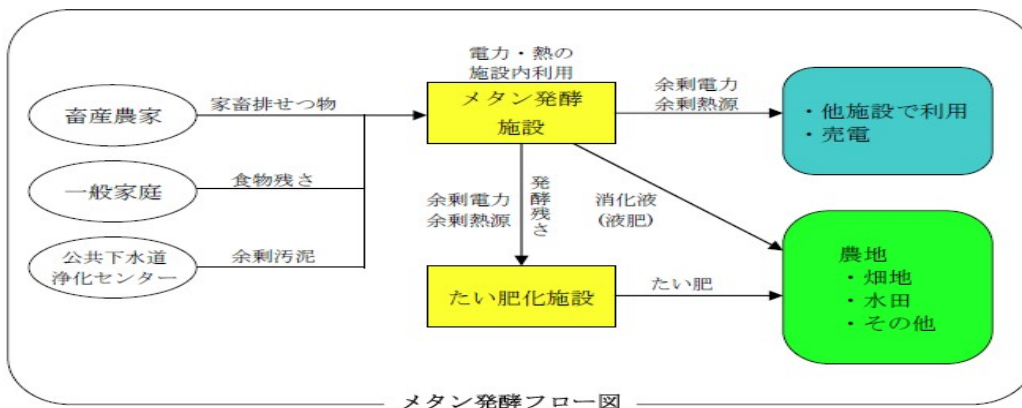 電力・熱の
施設内利用
畜産農家
家畜排せつ物
メタン発酵
施設
余剰電力
余剰熱源
・他施設で利用
・売電
一般家庭
食物残さ
余剰電力
余剰熱源
発酵残さ
消化液
(液肥)
公共下水道
浄化センター
余剰汚泥
たい肥化施設
たい肥
農地
・畑地
・水田
・その他
メタン発酵フロー図